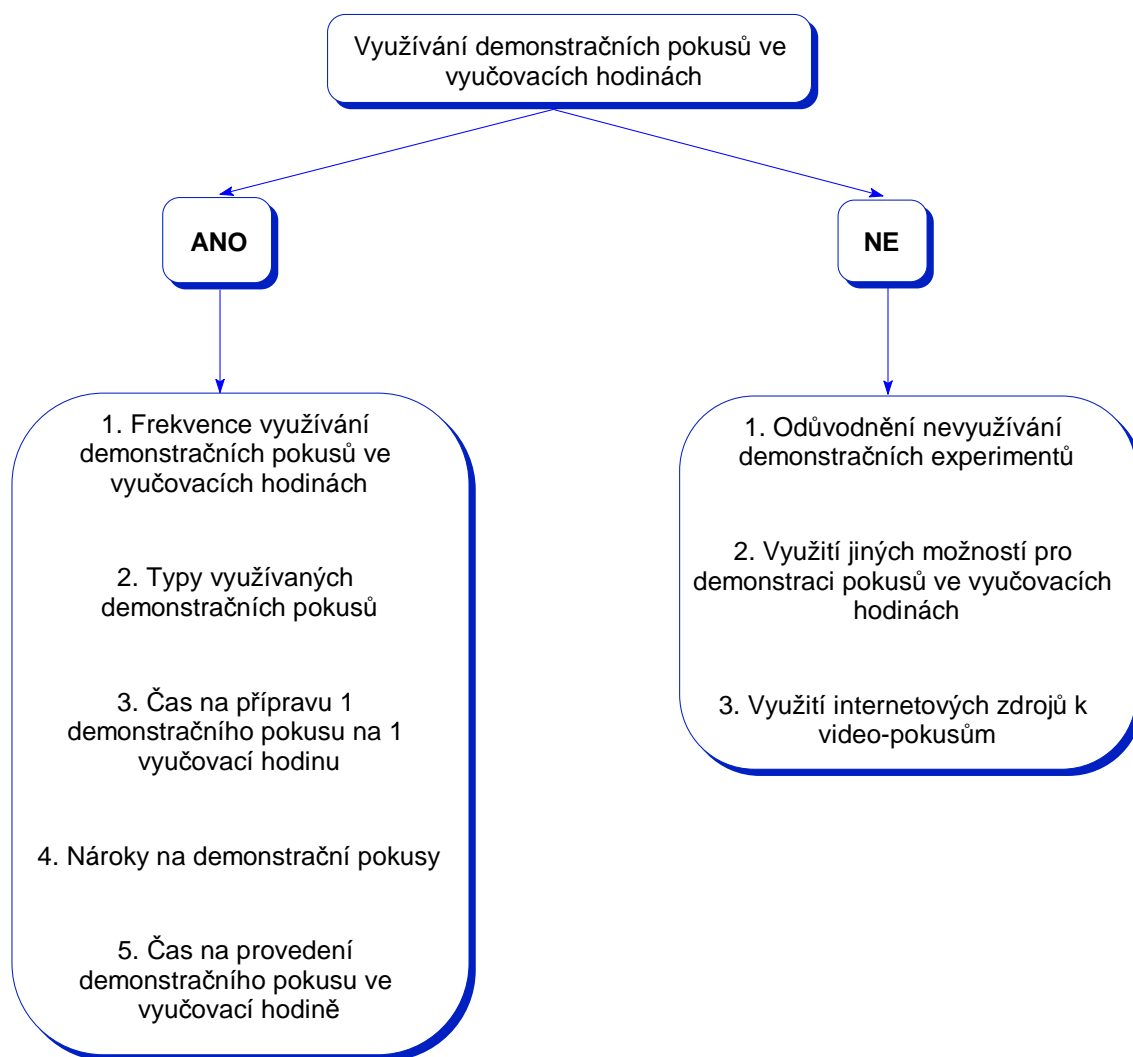 Využívání demonstračních pokusů ve
vyučovacích hodinách
ANO
NE
1. Frekvence využívání
demonstračních pokusů ve
vyučovacích hodinách
2. Typy využívaných
demonstračních pokusů
3. Čas na přípravu 1
demonstračního pokusu na 1
vyučovací hodinu
4. Nároky na demonstrační pokusy
5. Čas na provedení
demonstračního pokusu ve
vyučovací hodině
1. Odůvodnění nevyužívání
demonstračních experimentů
2. Využití jiných možností pro
demonstraci pokusů ve vyučovacích
hodinách
3. Využití internetových zdrojů k
video-pokusům